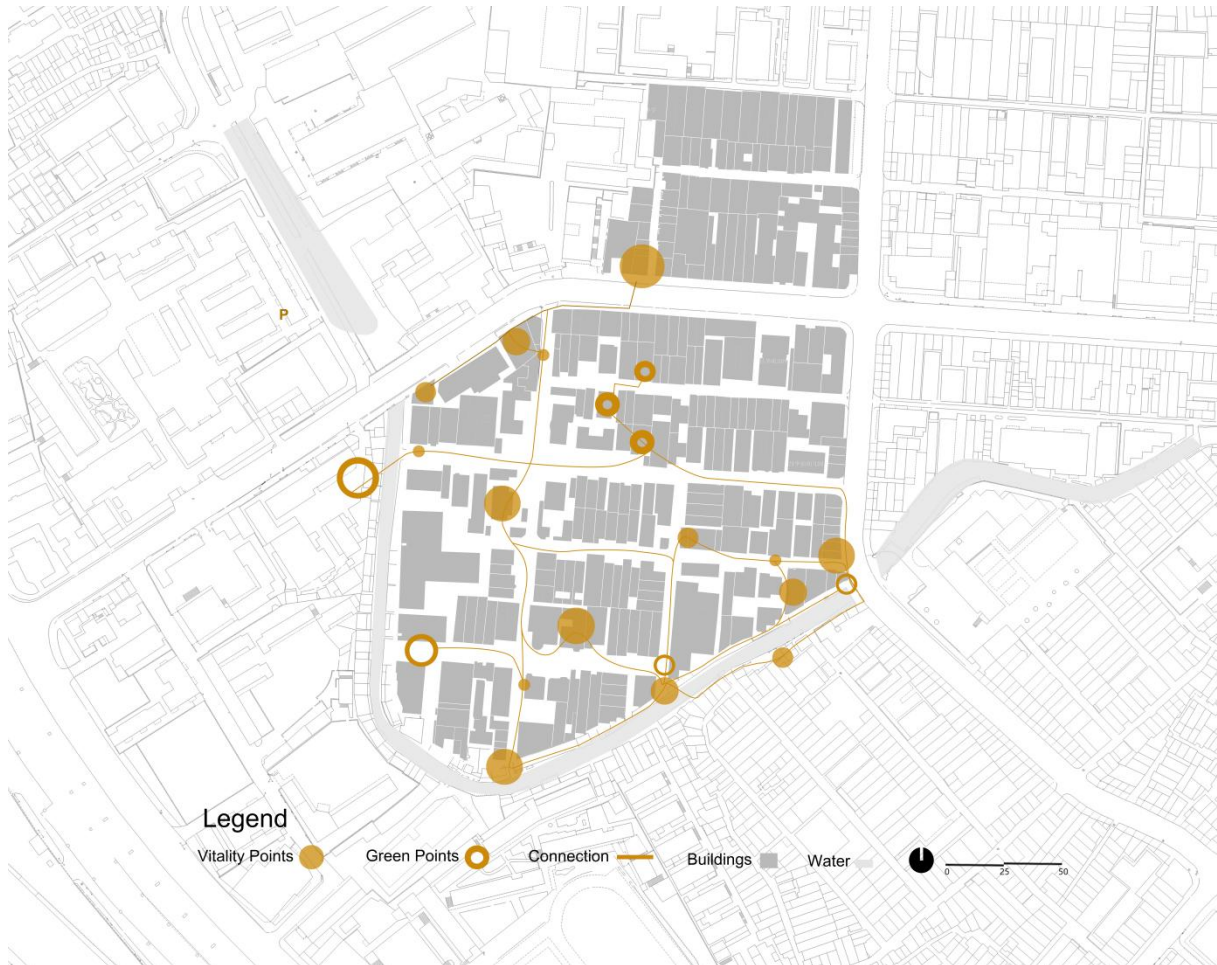 P
Legend
Vitality Points
Green Points
Connection
Buildings
Water
0 25 50